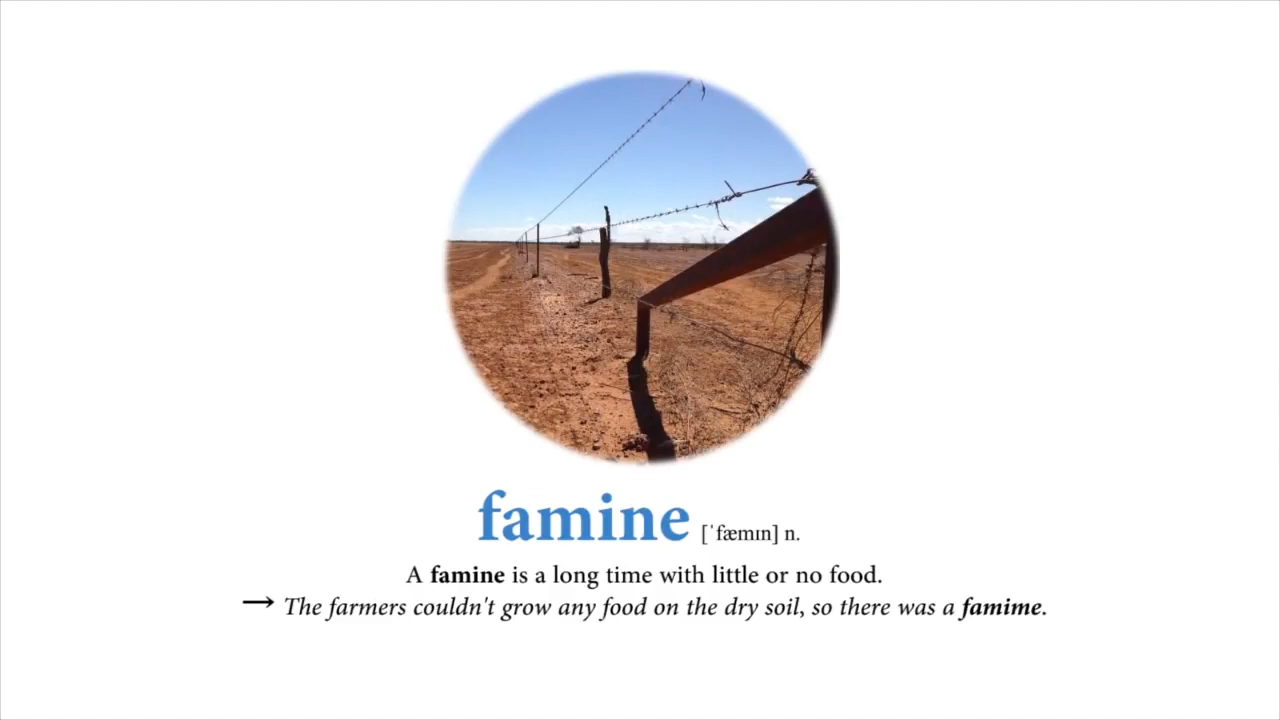 famine [ˈfæmɪn] n.
A famine is a long time with little or no food.
→ The farmers couldn't grow any food on the dry soil, so there was a famime.